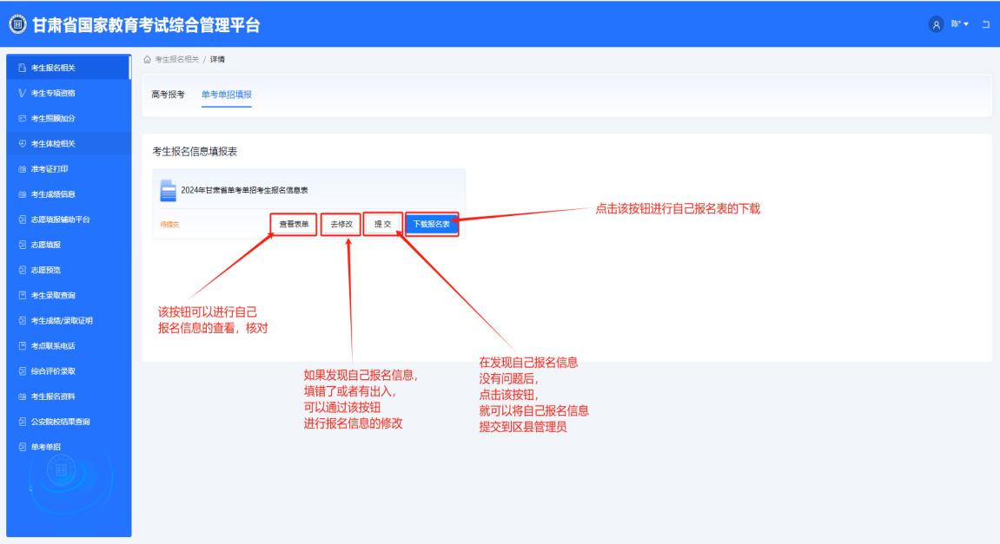 甘肃省国家教育考试综合管理平台
陈*
考生报名相关
考生专项资格
考生照顾加分
考生体检相关
准考证打印
考生成绩信息
志愿填报辅助平台
志愿填报
志愿预览
考生录取查询
考生成绩/录取证明
考点联系电话
综合评价录取
考生报名资料
公安院校结果查询
单考单招
考生报名相关 / 详情
高考报考 单考单招填报
考生报名信息填报表
2024年甘肃省单考单招考生报名信息表
待提交 查看表单 去修改 提 交 下载报名表
点击该按钮进行自己报名表的下载
该按钮可以进行自己
报名信息的查看，核对
如果发现自己报名信息，
填错了或者有出入，
可以通过该按钮
进行报名信息的修改
在发现自己报名信息
没有问题后，
点击该按钮，
就可以将自己报名信息
提交到区县管理员